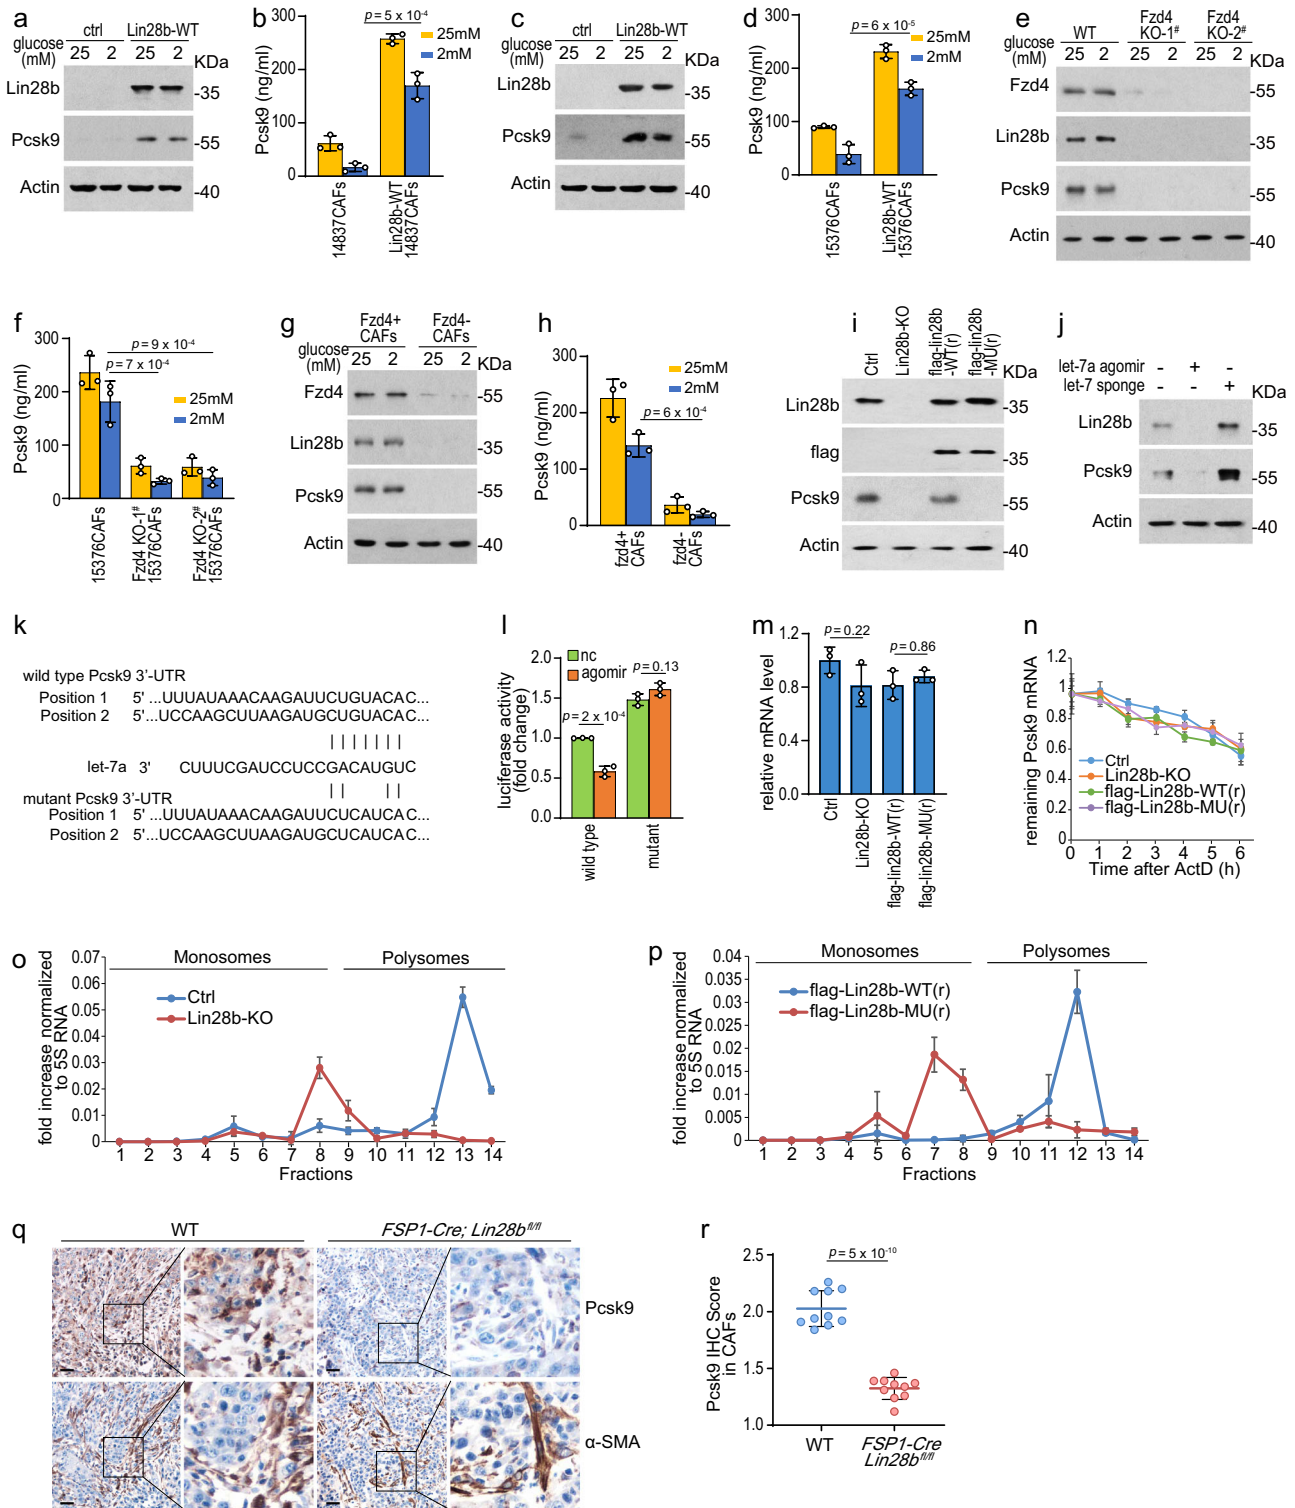 a
ctrl Lin28b-WT
glucose (mM) 25 2 25 2 KDa
Lin28b -35
Pcsk9 -55
Actin -40
b
p = 5 x 10-4
Pcsk9 (ng/ml)
300
200
100
0
25mM
2mM
14837CAFs
Lin28b-WT 14837CAFs
c
ctrl Lin28b-WT
glucose (mM) 25 2 25 2 KDa
Lin28b -35
Pcsk9 -55
Actin -40
d
p = 6 x 10-5
Pcsk9 (ng/ml)
300
200
100
0
25mM
2mM
15376CAFs
Lin28b-WT 15376CAFs
e
WT Fzd4 KO-1# Fzd4 KO-2#
glucose (mM) 25 2 25 2 25 2 KDa
Fzd4 -55
Lin28b -35
Pcsk9 -55
Actin -40
f
p = 9 x 10-4
p = 7 x 10-4
Pcsk9 (ng/ml)
300
200
100
0
25mM
2mM
15376CAFs
Fzd4 KO-1# 15376CAFs
Fzd4 KO-2# 15376CAFs
g
Fzd4+ CAFs Fzd4- CAFs
glucose (mM) 25 2 25 2 KDa
Fzd4 -55
Lin28b -35
Pcsk9 -55
Actin -40
h
25mM
2mM
p = 6 x 10-4
Pcsk9 (ng/ml)
300
200
100
0
fzd4+ CAFs
fzd4- CAFs
i
Ctrl
Lin28b-KO
flag-lin28b -WT(r)
flag-lin28b -MU(r)
KDa
Lin28b -35
flag -35
Pcsk9 -55
Actin -40
j
let-7a agomir - + -
let-7 sponge - - +
KDa
Lin28b -35
Pcsk9 -55
Actin -40
k
wild type Pcsk9 3'-UTR
Position 1 5' ...UUUAUAAACAAGAUUCUGUACAC...
Position 2 5'...UCCAAGCUUAAGAUGCUGUACAC...
let-7a 3' CUUUCGAUCCUCCGACAUGUC
mutant Pcsk9 3'-UTR
Position 1 5'...UUUAUAAACAAGAUUCUCAUCAC...
Position 2 5'...UCCAAGCUUAAGAUGCUCAUCAC...
l
nc
agomir
p = 0.13
p = 2 x 10-4
luciferase activity (fold change)
2.0
1.5
1.0
0.5
0.0
wild type
mutant
m
p = 0.22
p = 0.86
relative mRNA level
1.2
0.8
0.4
0.0
Ctrl
Lin28b-KO
flag-lin28b-WT(r)
flag-lin28b-MU(r)
n
remaining Pcsk9 mRNA
1.2
1
0.8
0.6
0.4
0.2
0
Ctrl
Lin28b-KO
flag-Lin28b-WT(r)
flag-Lin28b-MU(r)
0 1 2 3 4 5 6
Time after ActD (h)
o
Monosomes Polysomes
fold increase normalized to 5S RNA
0.07
0.06
0.05
0.04
0.03
0.02
0.01
0
Ctrl
Lin28b-KO
1 2 3 4 5 6 7 8 9 10 11 12 13 14
Fractions
p
Monosomes Polysomes
fold increase normalized to 5S RNA
0.04
0.035
0.03
0.025
0.02
0.015
0.01
0.005
0
flag-Lin28b-WT(r)
flag-Lin28b-MU(r)
1 2 3 4 5 6 7 8 9 10 11 12 13 14
Fractions
q
WT FSP1-Cre; Lin28bfl/fl
Pcsk9
α-SMA
r
p = 5 x 10-10
Pcsk9 IHC Score in CAFs
2.5
2.0
1.5
1.0
WT
FSP1-Cre Lin28bfl/fl